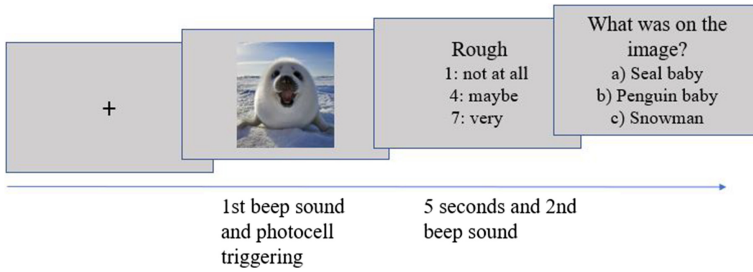 +
Rough
1: not at all
4: maybe
7: very
What was on the
image?
a) Seal baby
b) Penguin baby
c) Snowman
1st beep sound
and photocell
triggering
5 seconds and 2nd
beep sound